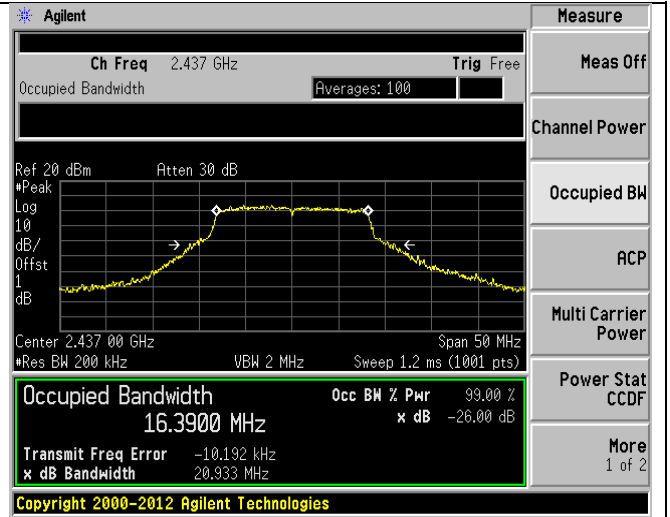 Agilent
Measure
Ch Freq 2.437 GHz Trig Free
Occupied Bandwidth Averages: 100
Meas Off
Channel Power
Occupied BW
ACP
Multi Carrier
Power
Power Stat
CCDF
More
1 of 2
Ref 20 dBm Atten 30 dB
#Peak
Log
10
dB/
Offst
1
dB
Center 2.437 00 GHz Span 50 MHz
#Res BW 200 kHz VBW 2 MHz Sweep 1.2 ms (1001 pts)
Occupied Bandwidth Occ BW % Pwr 99.00 %
16.3900 MHz x dB -26.00 dB
Transmit Freq Error -10.192 kHz
x dB Bandwidth 20.933 MHz
Copyright 2000-2012 Agilent Technologies